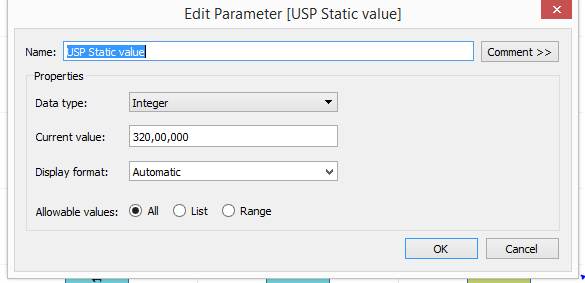 Edit Parameter [USP Static value]
Name: USP Static value Comment >>
Properties
Data type: Integer
Current value: 320,00,000
Display format: Automatic
Allowable values: All List Range
OK Cancel